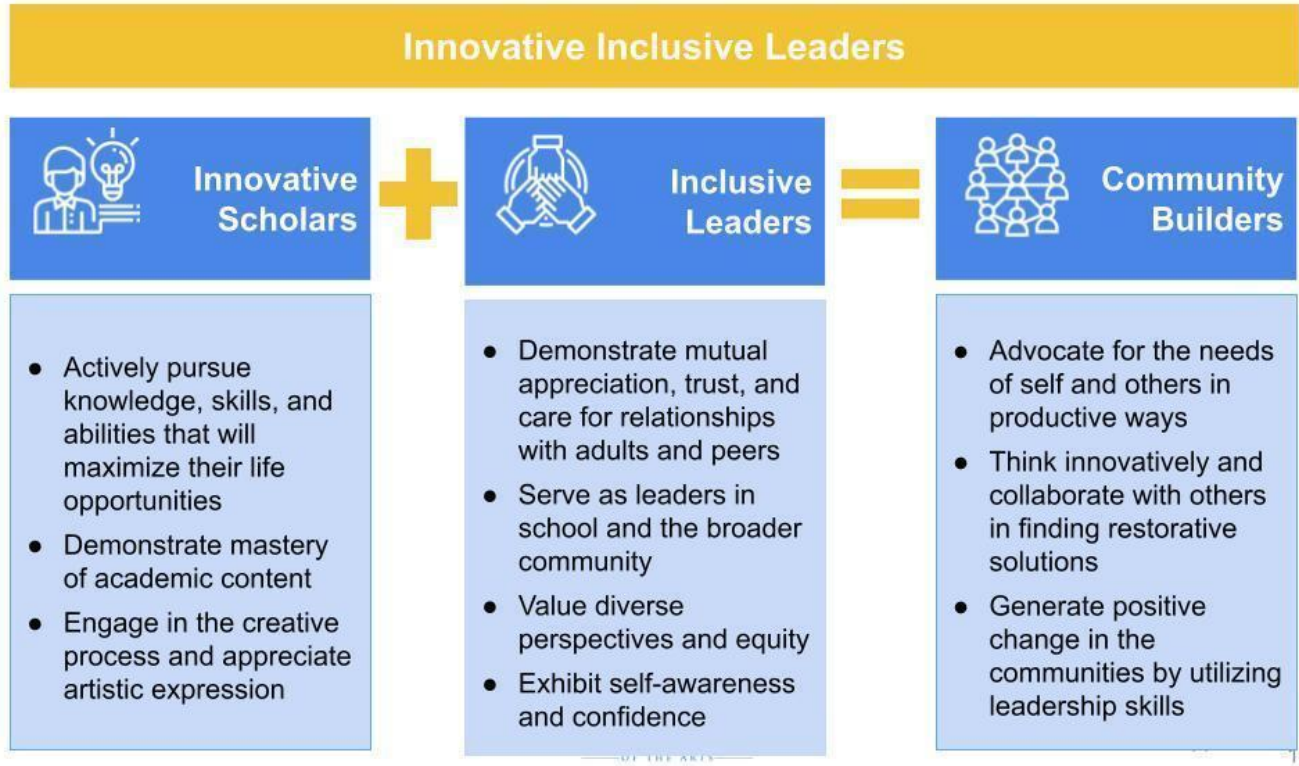 Innovative Inclusive Leaders
Innovative
Scholars
Inclusive
Leaders
Community
Builders
● Actively pursue
knowledge, skills, and
abilities that will
maximize their life
opportunities
● Demonstrate mastery
of academic content
● Engage in the creative
process and appreciate
artistic expression
● Demonstrate mutual
appreciation, trust, and
care for relationships
with adults and peers
● Serve as leaders in
school and the broader
community
● Value diverse
perspectives and equity
● Exhibit self-awareness
and confidence
● Advocate for the needs
of self and others in
productive ways
● Think innovatively and
collaborate with others
in finding restorative
solutions
● Generate positive
change in the
communities by utilizing
leadership skills
OF THE ARTS